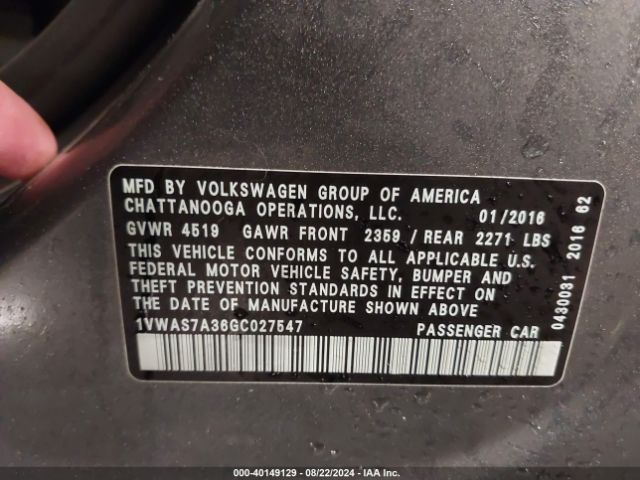 MFD BY VOLKSWAGEN GROUP OF AMERICA
CHATTANOOGA OPERATIONS, LLC. 01/2016
GVWR 4519 GAWR FRONT 2359 / REAR 2271 LBS
THIS VEHICLE CONFORMS TO ALL APPLICABLE U.S.
FEDERAL MOTOR VEHICLE SAFETY, BUMPER AND
THEFT PREVENTION STANDARDS IN EFFECT ON
THE DATE OF MANUFACTURE SHOWN ABOVE
1VWAS7A36GC027547 PASSENGER CAR
0430031 2016 62
000-40149129 - 08/22/2024 - IAA Inc.